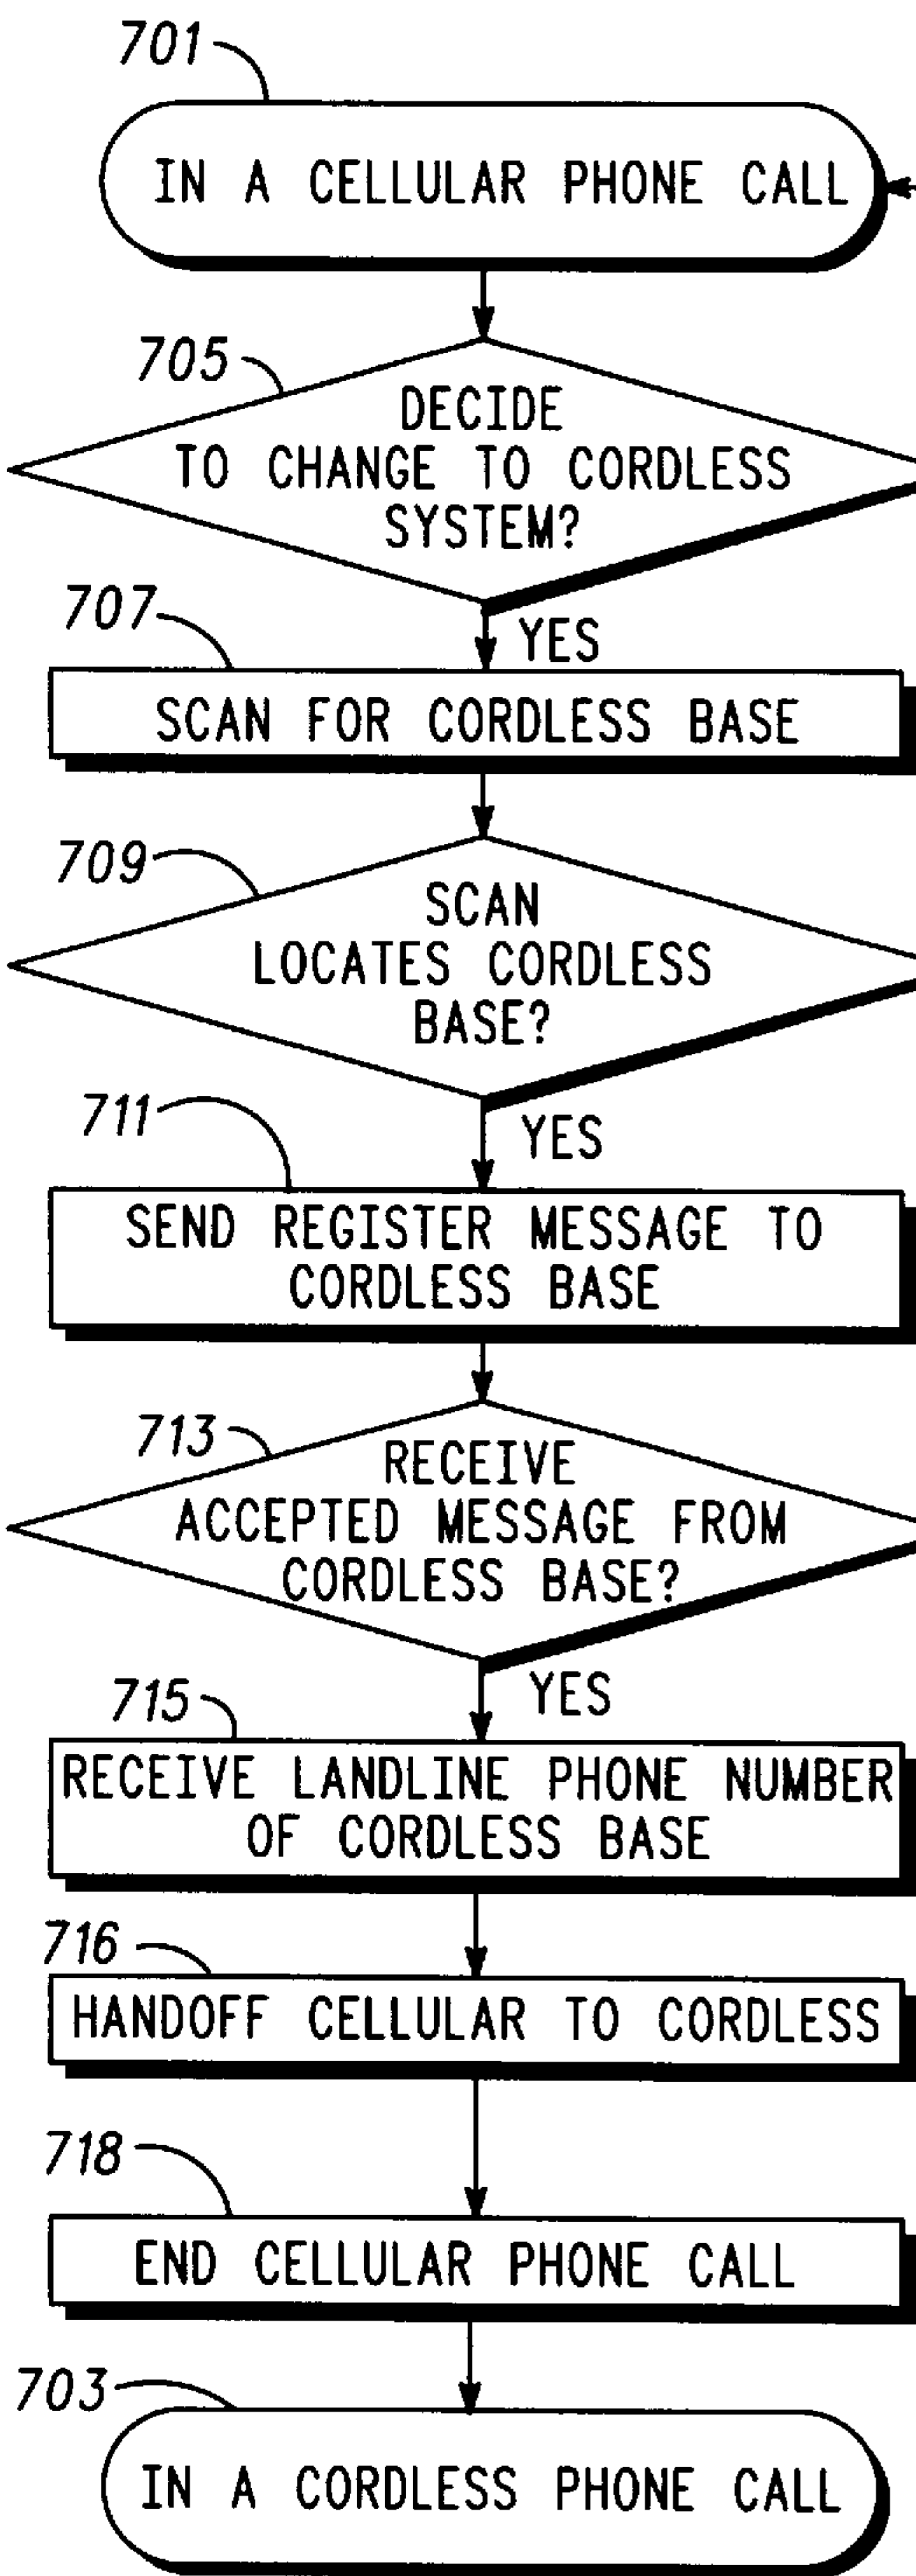 701
IN A CELLULAR PHONE CALL
705
DECIDE
TO CHANGE TO CORDLESS
SYSTEM?
YES
707
SCAN FOR CORDLESS BASE
709
SCAN
LOCATES CORDLESS
BASE?
YES
711
SEND REGISTER MESSAGE TO
CORDLESS BASE
713
RECEIVE
ACCEPTED MESSAGE FROM
CORDLESS BASE?
YES
715
RECEIVE LANDLINE PHONE NUMBER
OF CORDLESS BASE
716
HANDOFF CELLULAR TO CORDLESS
718
END CELLULAR PHONE CALL
703
IN A CORDLESS PHONE CALL